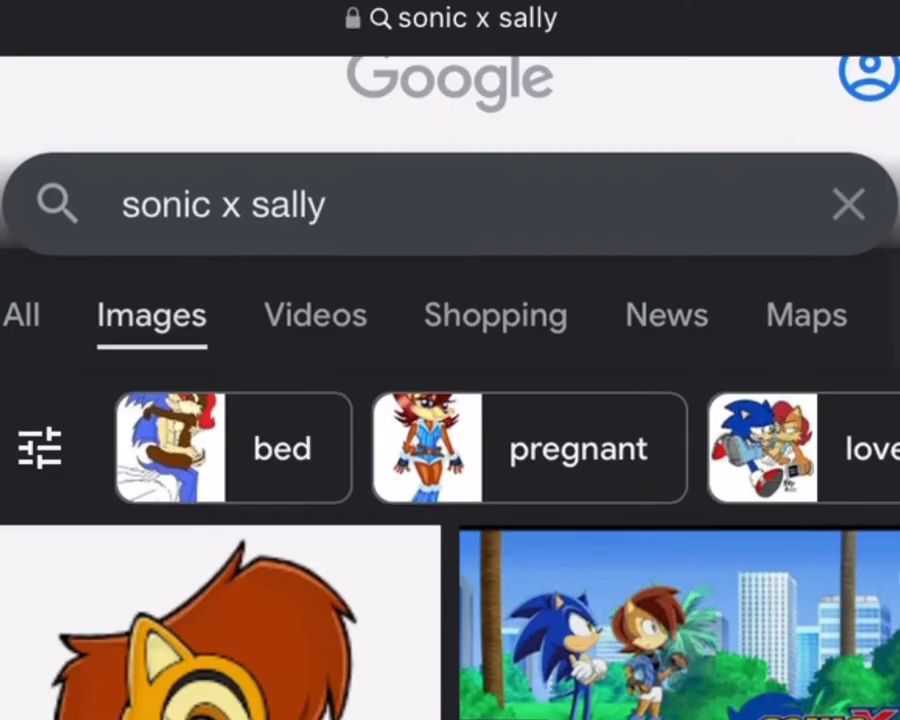 sonic x sally
Google
sonic x sally
All Images Videos Shopping News Maps
bed pregnant love